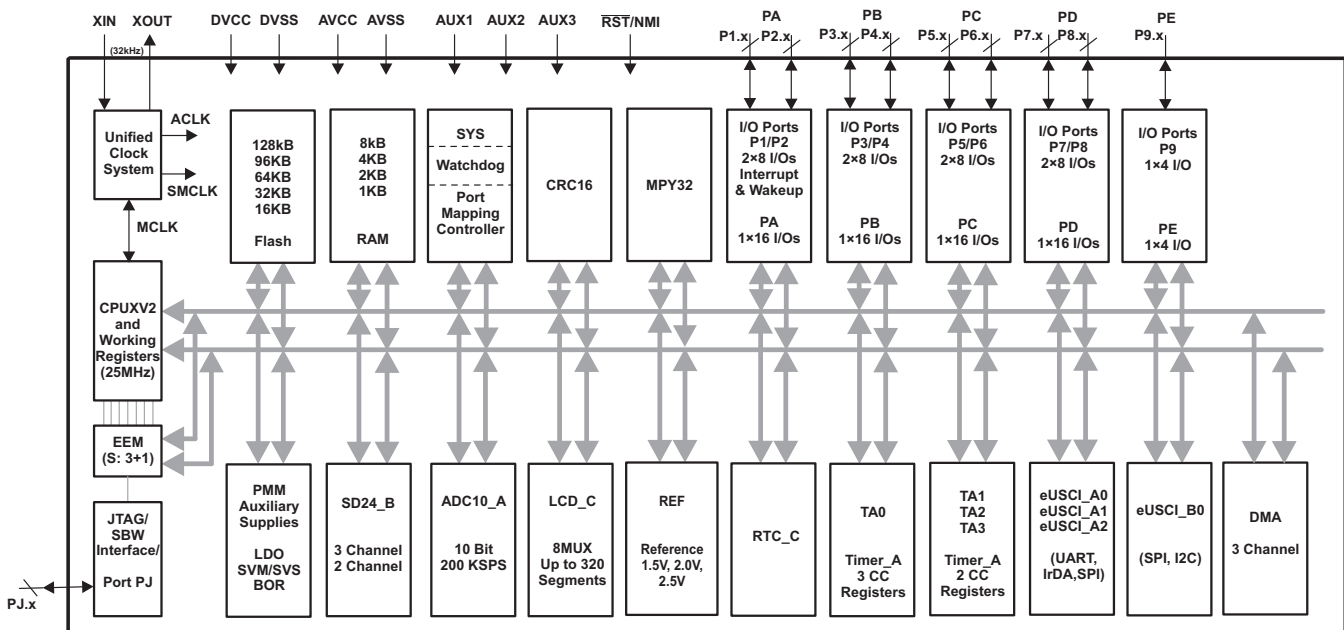 XIN
XOUT
(32kHz)
DVCC
DVSS
AVCC
AVSS
AUX1
AUX2
AUX3
RST/NMI
PA
P1.x
P2.x
PB
P3.x
P4.x
PC
P5.x
P6.x
PD
P7.x
P8.x
PE
P9.x
Unified
Clock
System
ACLK
SMCLK
MCLK
128kB
96KB
64KB
32KB
16KB
Flash
8kB
4KB
2KB
1KB
RAM
SYS
Watchdog
Port
Mapping
Controller
CRC16
MPY32
I/O Ports
P1/P2
2×8 I/Os
Interrupt
& Wakeup
PA
1×16 I/Os
I/O Ports
P3/P4
2×8 I/Os
PB
1×16 I/Os
I/O Ports
P5/P6
2×8 I/Os
PC
1×16 I/Os
I/O Ports
P7/P8
2×8 I/Os
PD
1×16 I/Os
I/O Ports
P9
1×4 I/O
PE
1×4 I/O
CPUXV2
and
Working
Registers
(25MHz)
EEM
(S: 3+1)
JTAG/
SBW
Interface/
Port PJ
PJ.x
PMM
Auxiliary
Supplies
LDO
SVM/SVS
BOR
SD24_B
3 Channel
2 Channel
ADC10_A
10 Bit
200 KSPS
LCD_C
8MUX
Up to 320
Segments
REF
Reference
1.5V, 2.0V,
2.5V
RTC_C
TA0
Timer_A
3 CC
Registers
TA1
TA2
TA3
Timer_A
2 CC
Registers
eUSCI_A0
eUSCI_A1
eUSCI_A2
(UART,
IrDA,SPI)
eUSCI_B0
(SPI, I2C)
DMA
3 Channel